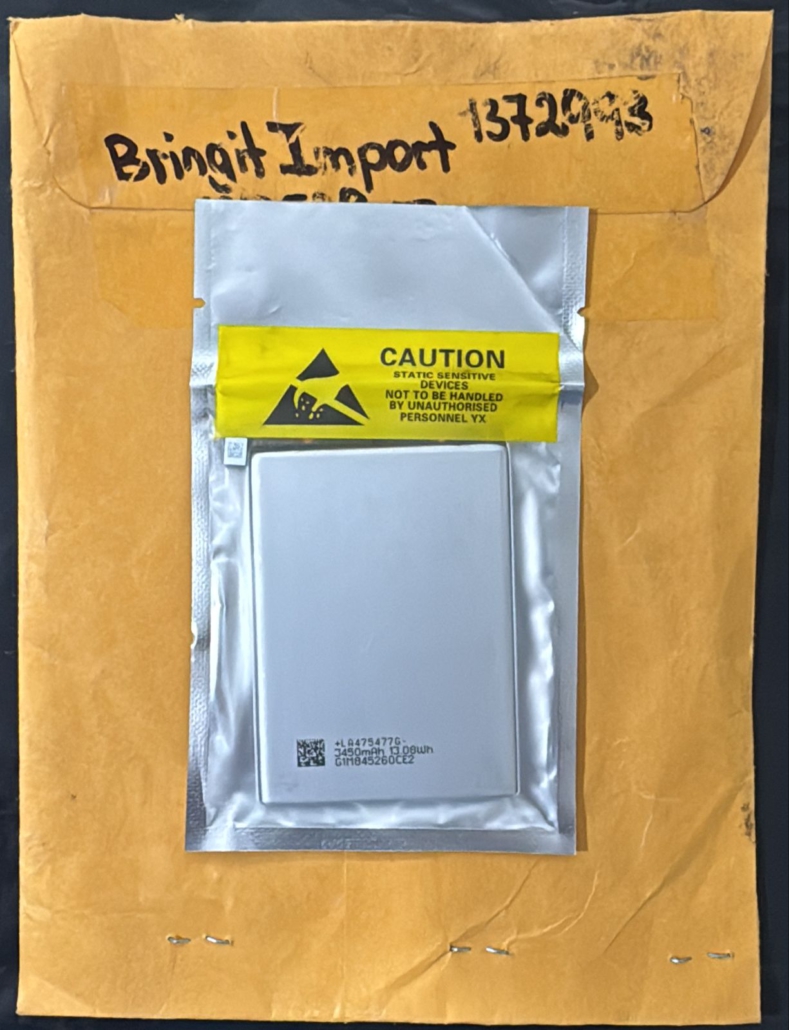 Bringit Import 1372993
CAUTION
STATIC SENSITIVE
DEVICES
NOT TO BE HANDLED
BY UNAUTHORISED
PERSONNEL YX
+LA475477G-
3450mAh 13.08Wh
G1M845260CE2